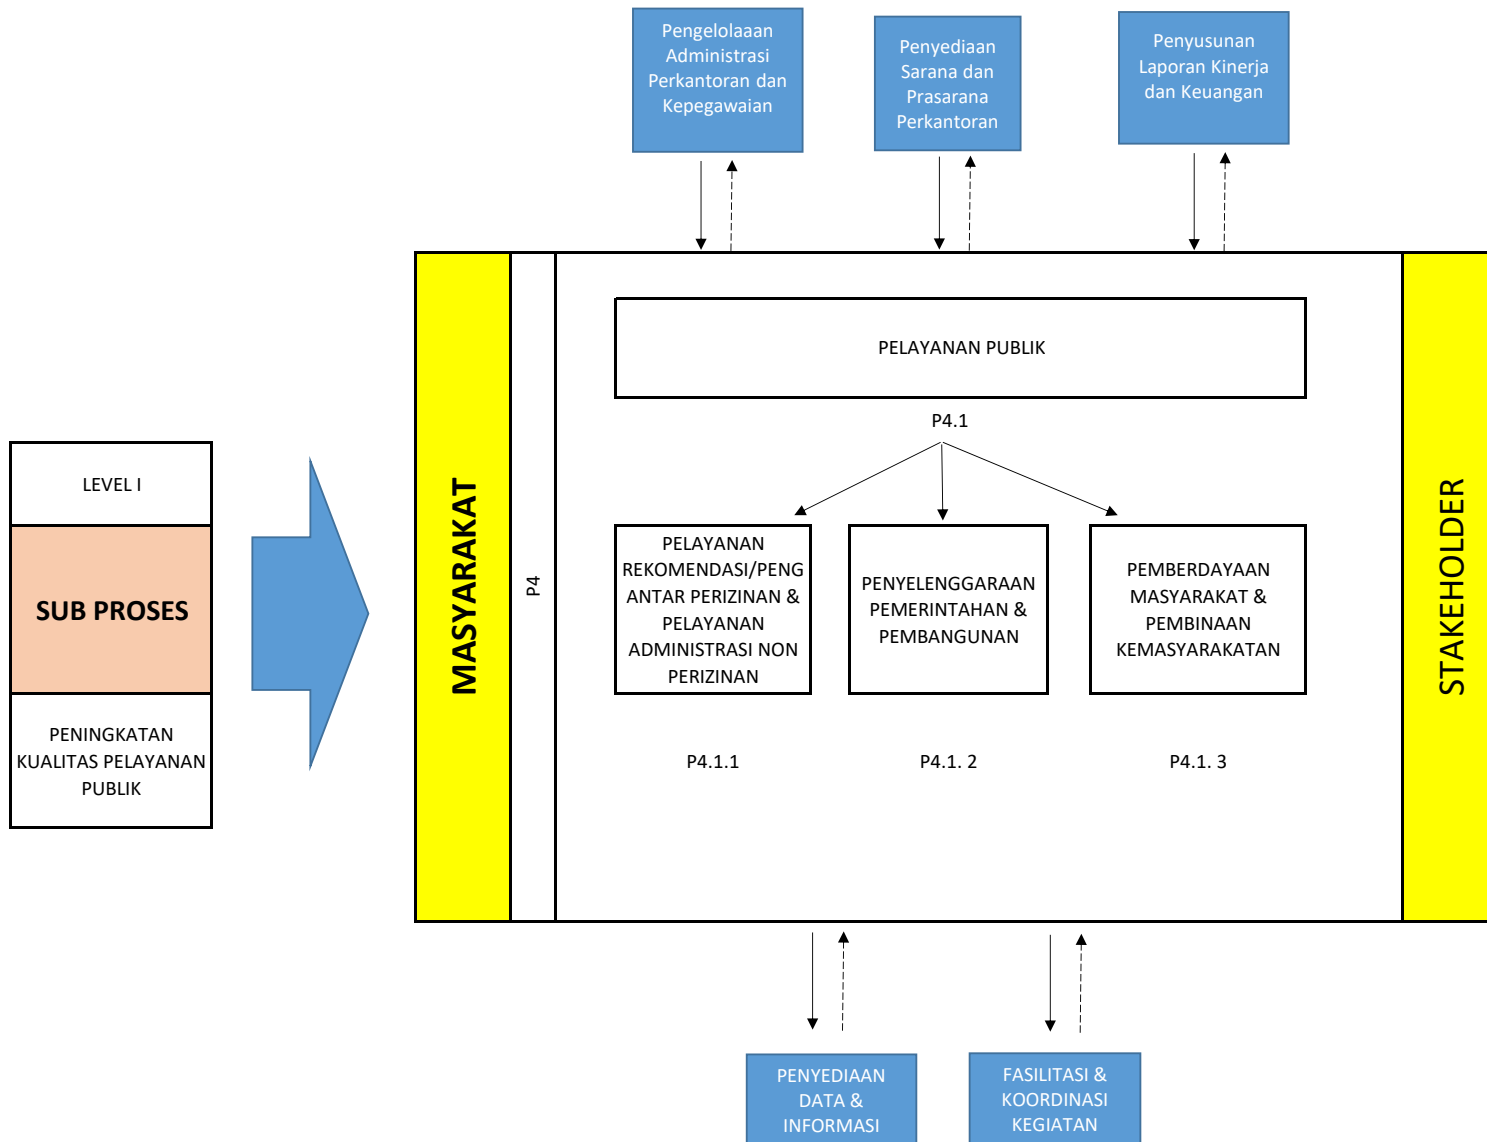 Pengelolaaan
Administrasi
Perkantoran dan
Kepegawaian
Penyediaan
Sarana dan
Prasarana
Perkantoran
Penyusunan
Laporan Kinerja
dan Keuangan
LEVEL I
SUB PROSES
PENINGKATAN
KUALITAS PELAYANAN
PUBLIK
MASYARAKAT
P4
PELAYANAN PUBLIK
P4.1
PELAYANAN
REKOMENDASI/PENG
ANTAR PERIZINAN &
PELAYANAN
ADMINISTRASI NON
PERIZINAN
PENYELENGGARAAN
PEMERINTAHAN &
PEMBANGUNAN
PEMBERDAYAAN
MASYARAKAT &
PEMBINAAN
KEMASYARAKATAN
P4.1.1
P4.1. 2
P4.1. 3
STAKEHOLDER
PENYEDIAAN
DATA &
INFORMASI
FASILITASI &
KOORDINASI
KEGIATAN